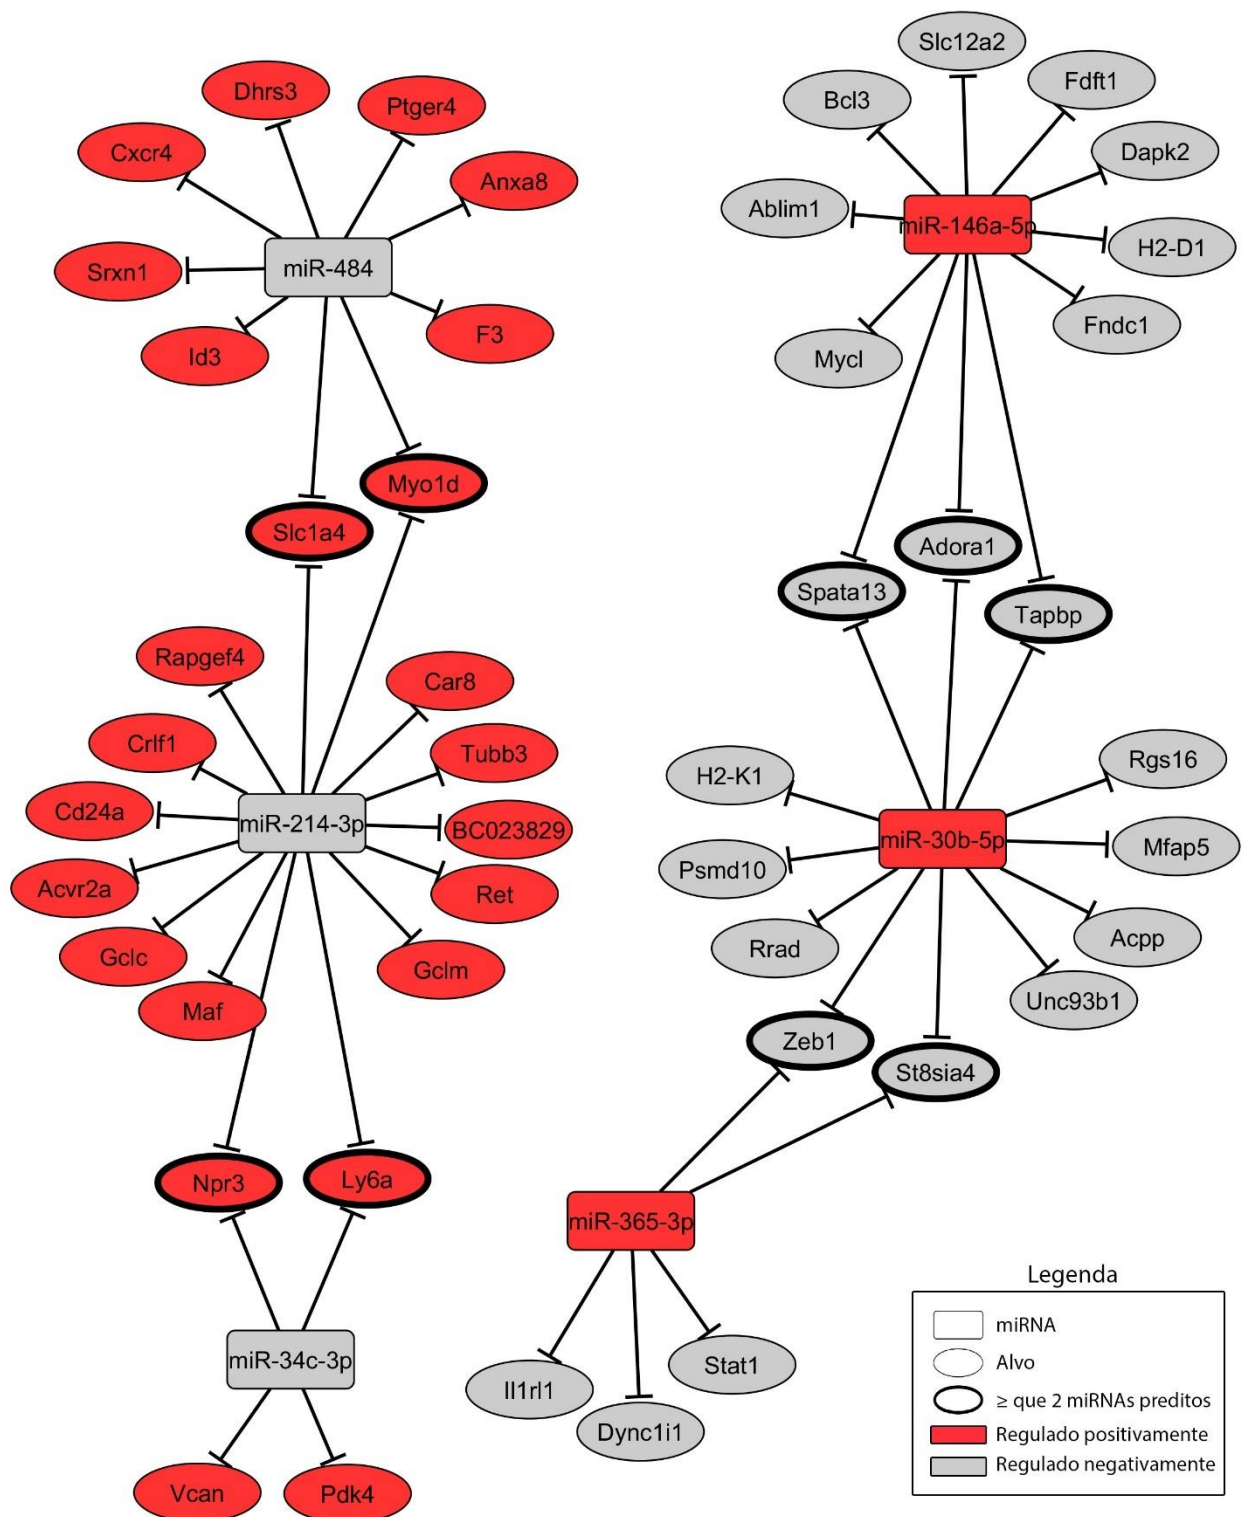 Dhrs3
Ptger4
Cxcr4
Anxa8
miR-484
Srxn1
Id3
F3
Myo1d
Slc1a4
Rapgef4
Car8
Crlf1
Tubb3
Cd24a
miR-214-3p
BC023829
Acvr2a
Ret
Gclc
Gclm
Maf
Npr3
Ly6a
miR-34c-3p
Vcan
Pdk4
Slc12a2
Bcl3
Fdft1
Dapk2
Ablim1
miR-146a-5p
H2-D1
Fndc1
Mycl
Adora1
Spata13
Tapbp
H2-K1
Rgs16
miR-30b-5p
Mfap5
Psmd10
Rrad
Acpp
Unc93b1
Zeb1
St8sia4
miR-365-3p
Il1rl1
Stat1
Dync1i1
Legenda
miRNA
Alvo
≥ que 2 miRNAs preditos
Regulado positivamente
Regulado negativamente